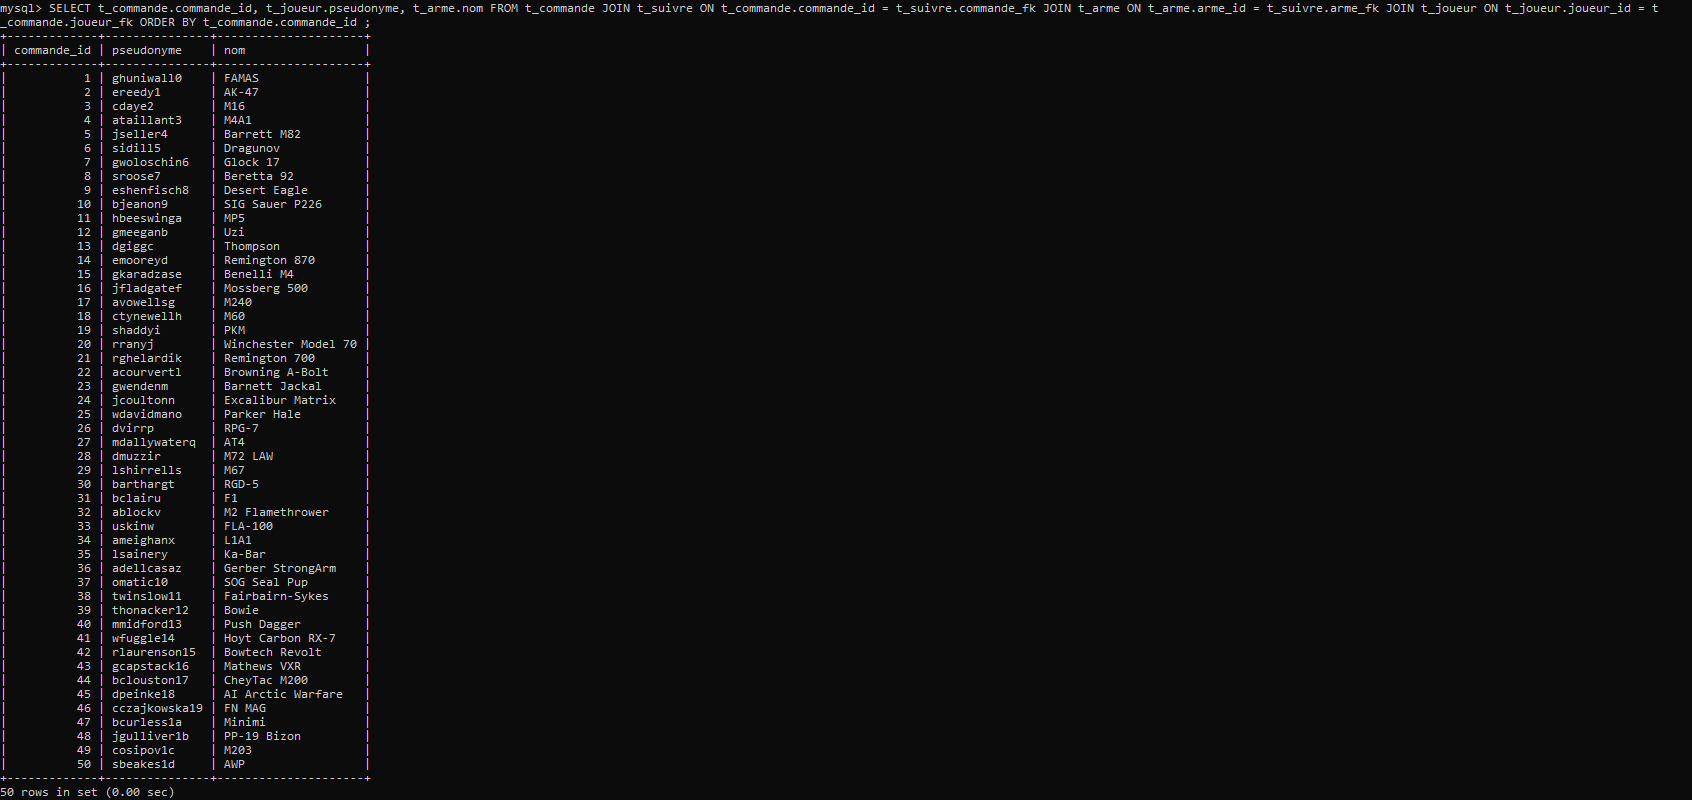 mysql> SELECT t_commande.commande_id, t_joueur.pseudonyme, t_arme.nom FROM t_commande JOIN t_suivre ON t_commande.commande_id = t_suivre.commande_fk JOIN t_arme ON t_arme.arme_id = t_suivre.arme_fk JOIN t_joueur ON t_joueur.joueur_id = t
_commande.joueur_fk ORDER BY t_commande.commande_id ;
+-------------+---------------+---------------------+
| commande_id | pseudonyme    | nom                 |
+-------------+---------------+---------------------+
|           1 | ghuniwall0    | FAMAS               |
|           2 | ereedy1       | AK-47               |
|           3 | cdaye2        | M16                 |
|           4 | ataillant3    | M4A1                |
|           5 | jseller4      | Barrett M82         |
|           6 | sidill5       | Dragunov            |
|           7 | gwoloschin6   | Glock 17            |
|           8 | sroose7       | Beretta 92          |
|           9 | eshenfisch8   | Desert Eagle        |
|          10 | bjeanon9      | SIG Sauer P226      |
|          11 | hbeeswinga    | MP5                 |
|          12 | gmeeganb      | Uzi                 |
|          13 | dgiggc        | Thompson            |
|          14 | emooreyd      | Remington 870       |
|          15 | gkaradzase    | Benelli M4          |
|          16 | jfladgatef    | Mossberg 500        |
|          17 | avowellsg     | M240                |
|          18 | ctynewellh    | M60                 |
|          19 | shaddyi       | PKM                 |
|          20 | rranyj        | Winchester Model 70 |
|          21 | rghelardik    | Remington 700       |
|          22 | acourvertl    | Browning A-Bolt     |
|          23 | gwendenm      | Barnett Jackal      |
|          24 | jcoultonn     | Excalibur Matrix    |
|          25 | wdavidmano    | Parker Hale         |
|          26 | dvirrp        | RPG-7               |
|          27 | mdallywaterq  | AT4                 |
|          28 | dmuzzir       | M72 LAW             |
|          29 | lshirrells    | M67                 |
|          30 | barthargt     | RGD-5               |
|          31 | bclairu       | F1                  |
|          32 | ablockv       | M2 Flamethrower     |
|          33 | uskinw        | FLA-100             |
|          34 | ameighanx     | L1A1                |
|          35 | lsainery      | Ka-Bar              |
|          36 | adellcasaz    | Gerber StrongArm    |
|          37 | omatic10      | SOG Seal Pup        |
|          38 | twinslow11    | Fairbairn-Sykes     |
|          39 | thonacker12   | Bowie               |
|          40 | mmidford13    | Push Dagger         |
|          41 | wfuggle14     | Hoyt Carbon RX-7    |
|          42 | rlaurenson15  | Bowtech Revolt      |
|          43 | gcapstack16   | Mathews VXR         |
|          44 | bclouston17   | CheyTac M200        |
|          45 | dpeinke18     | AI Arctic Warfare   |
|          46 | cczajkowska19 | FN MAG              |
|          47 | bcurless1a    | Minimi              |
|          48 | jgulliver1b   | PP-19 Bizon         |
|          49 | cosipov1c     | M203                |
|          50 | sbeakes1d     | AWP                 |
+-------------+---------------+---------------------+
50 rows in set (0.00 sec)